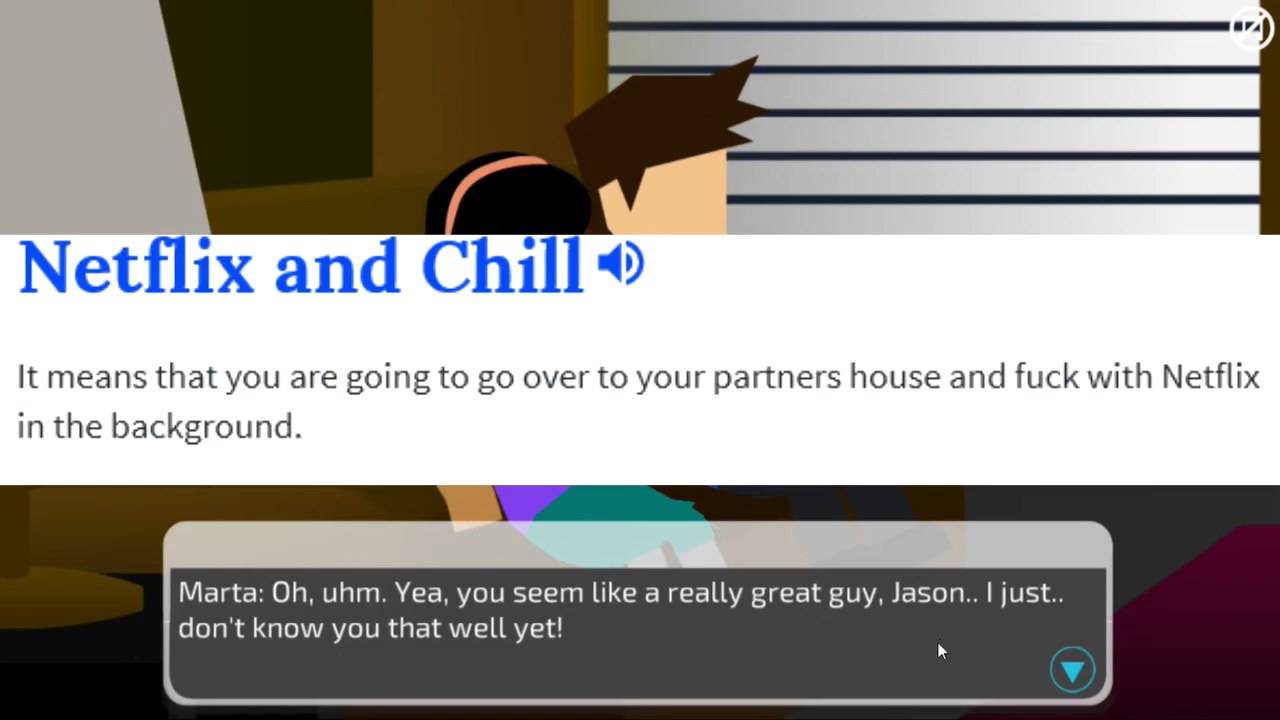 Netflix and Chill
It means that you are going to go over to your partners house and fuck with Netflix
in the background.
Marta: Oh, uhm. Yea, you seem like a really great guy, Jason.. I just..
don't know you that well yet!